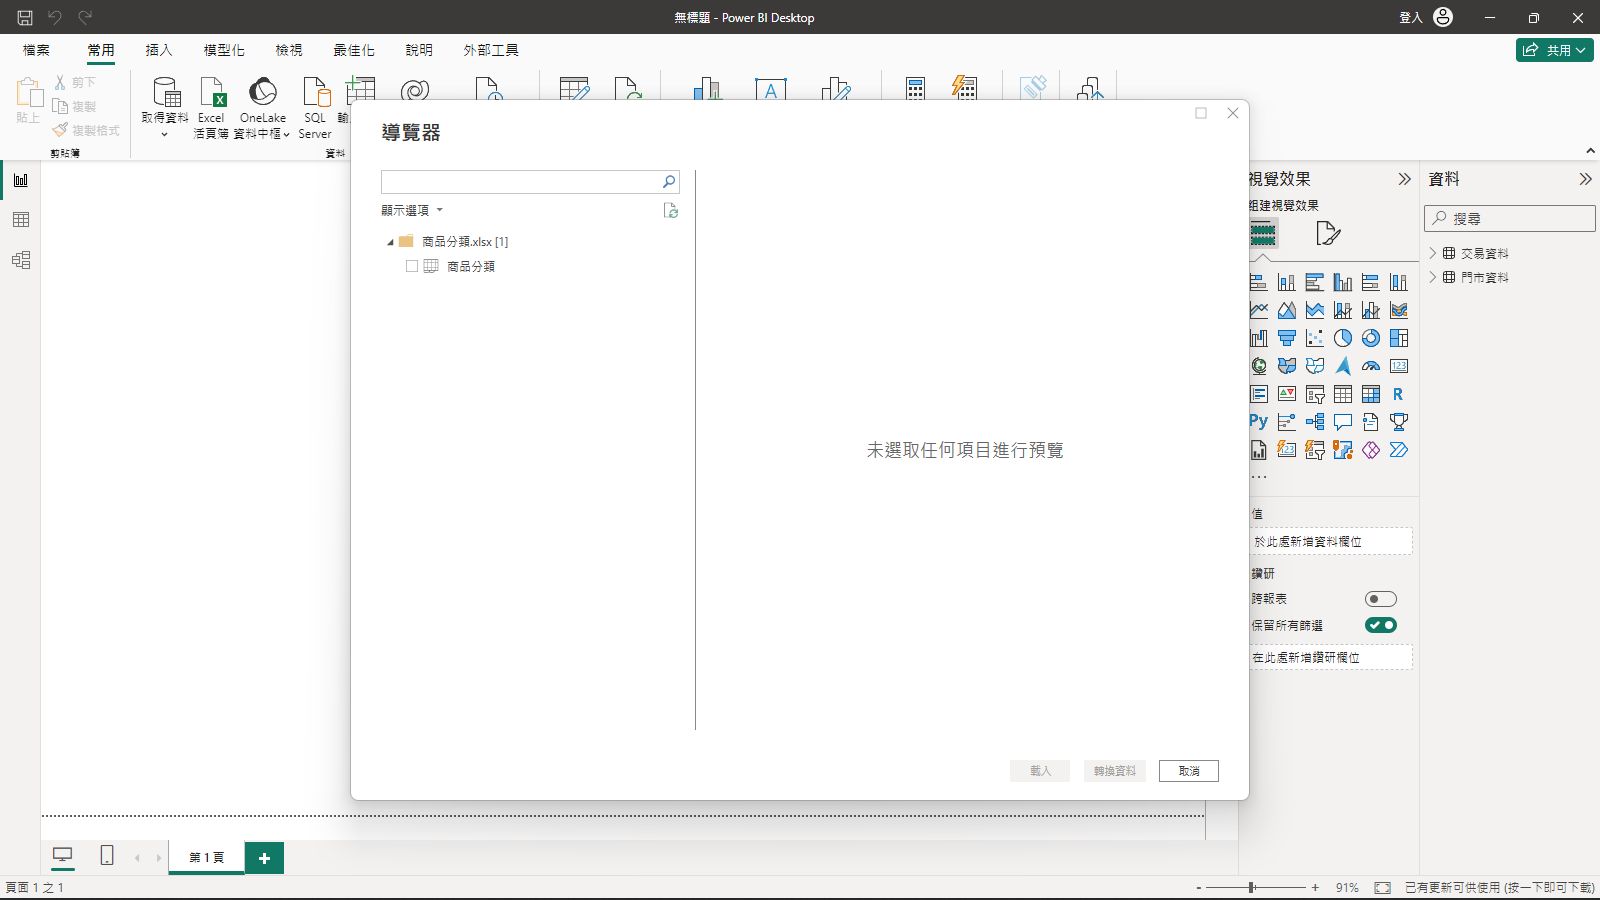 無標題 - Power BI Desktop
登入
檔案
常用
插入
模型化
檢視
最佳化
說明
外部工具
共用
貼上
剪下
複製
複製格式
剪貼簿
取得資料
Excel
活頁簿
OneLake
資料中樞
SQL
Server
資料
導覽器
顯示選項
商品分類.xlsx [1]
商品分類
未選取任何項目進行預覽
載入
轉換資料
取消
視覺效果
組建視覺效果
值
於此處新增資料欄位
鑽研
跨報表
保留所有篩選
在此處新增鑽研欄位
資料
搜尋
交易資料
門市資料
第 1 頁
頁面 1 之 1
- + 91%
已有更新可供使用 (按一下即可下載)